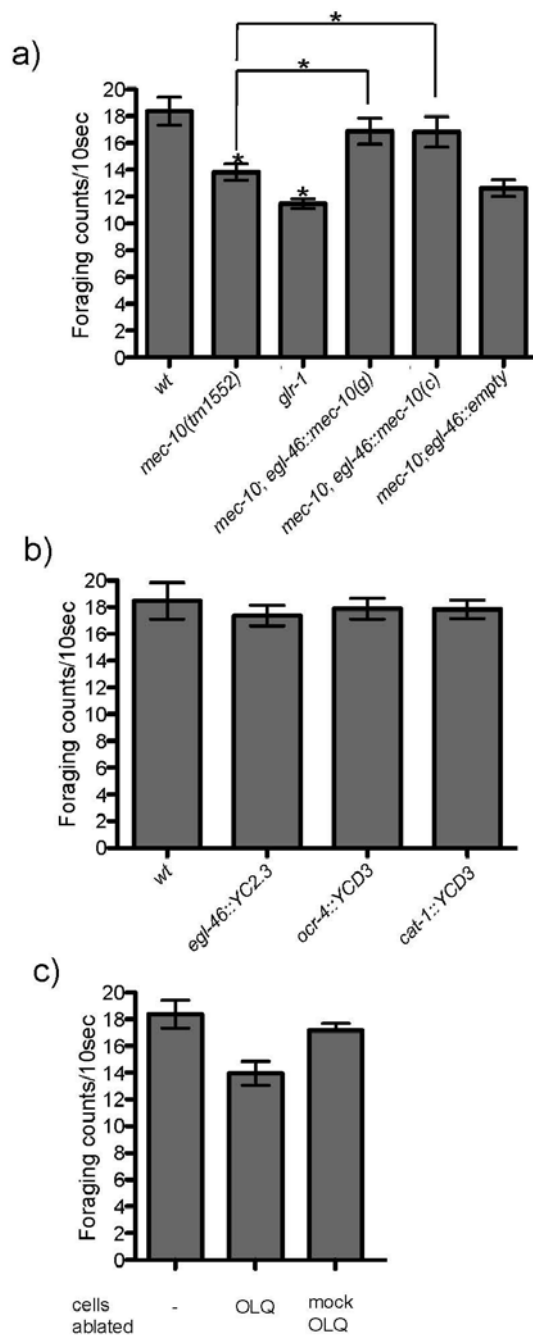 a)
*
*
Foraging counts/10sec
20
18
16
14
12
10
8
6
4
2
0
*
*
wt
mec-10(tm1552)
glr-1
mec-10; egl-46::mec-10(g)
mec-10; egl-46::mec-10(c)
mec-10;egl-46::empty
b)
Foraging counts/10sec
20
18
16
14
12
10
8
6
4
2
0
wt
egl-46::YC2.3
ocr-4::YCD3
cat-1::YCD3
c)
Foraging counts/10sec
20
18
16
14
12
10
8
6
4
2
0
cells ablated
-
OLQ
mock OLQ